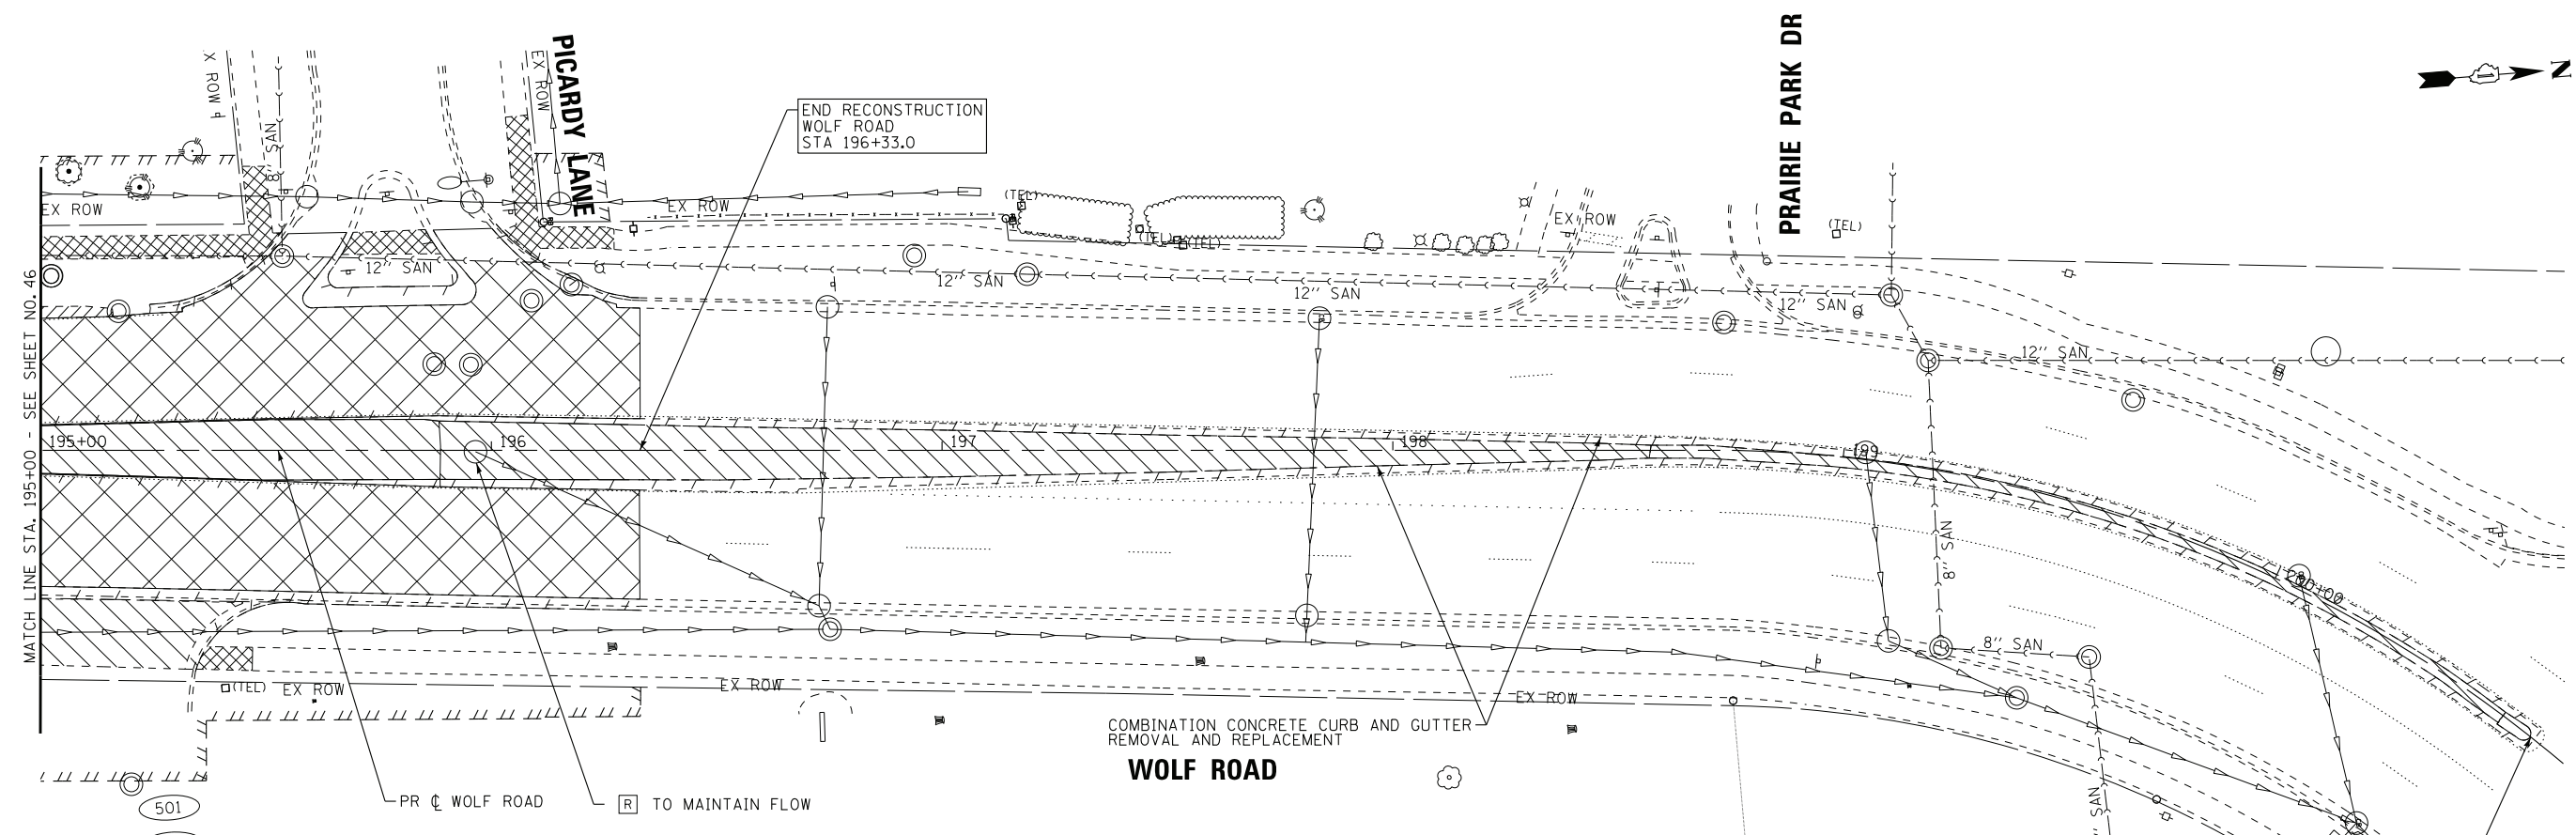 PRAIRIE PARK DR
PICARDY LANE
N
X ROW
EX ROW
8" SAN
END RECONSTRUCTION
WOLF ROAD
STA 196+33.0
EX ROW
EX ROW
(TEL)
(TEL)
(TEL)
EX ROW
(TEL)
12'' SAN
12'' SAN
12'' SAN
12'' SAN
12'' SAN
MATCH LINE STA. 195+00 - SEE SHEET NO. 46
195+00
196
197
198
199
200+00
8'' SAN
8'' SAN
(TEL)
EX ROW
EX ROW
EX ROW
COMBINATION CONCRETE CURB AND GUTTER
REMOVAL AND REPLACEMENT
WOLF ROAD
PR ℄ WOLF ROAD
R TO MAINTAIN FLOW
501
'' SAN